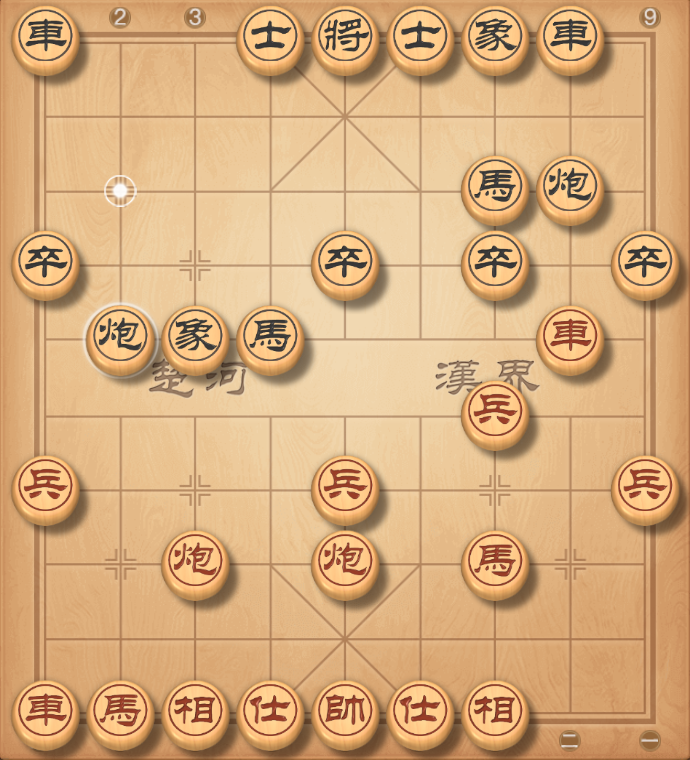 2 3 9
車 士 將 士 象 車
馬 炮
卒 卒 卒 卒
炮 象 馬 車
楚河 漢界
兵
兵 兵 兵
炮 炮 馬
車 馬 相 仕 帥 仕 相
二 一